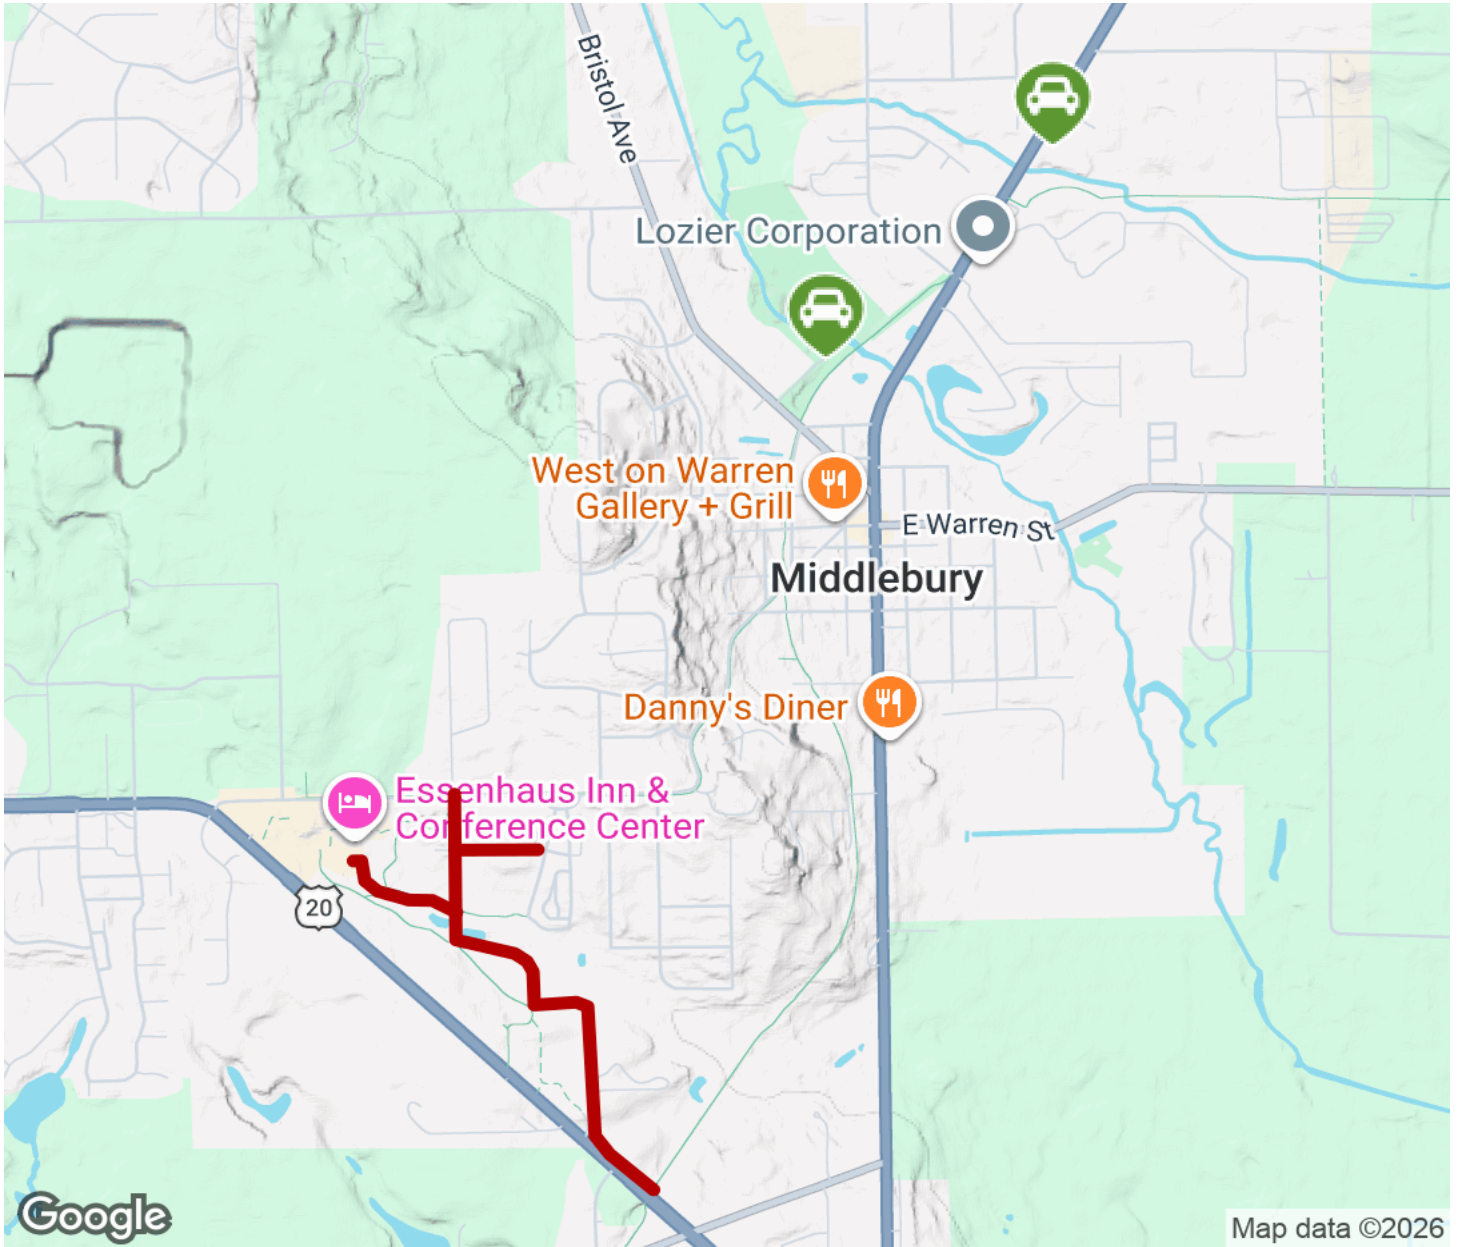 Bristol Ave
Lozier Corporation
West on Warren
Gallery + Grill
E Warren St
Middlebury
Danny's Diner
Essenhaus Inn &
Conference Center
20
Google
Map data ©2026